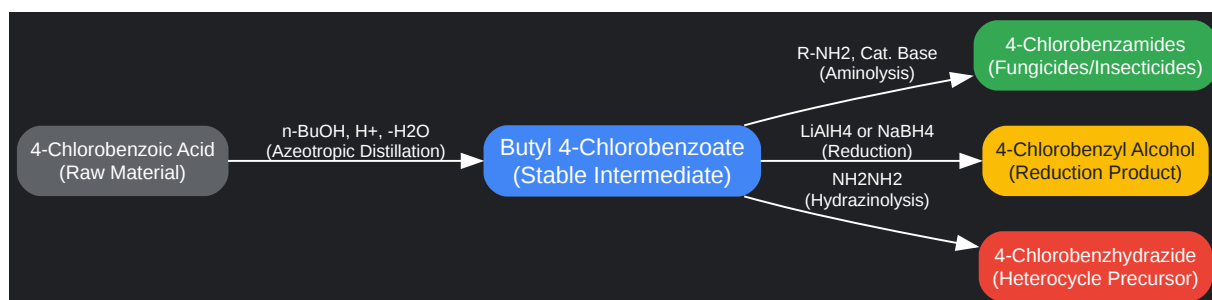 4-Chlorobenzoic Acid
(Raw Material)
n-BuOH, H+, -H2O
(Azeotropic Distillation)
Butyl 4-Chlorobenzoate
(Stable Intermediate)
R-NH2, Cat. Base
(Aminolysis)
4-Chlorobenzamides
(Fungicides/Insecticides)
LiAlH4 or NaBH4
(Reduction)
4-Chlorobenzyl Alcohol
(Reduction Product)
NH2NH2
(Hydrazinolysis)
4-Chlorobenzhydrazide
(Heterocycle Precursor)